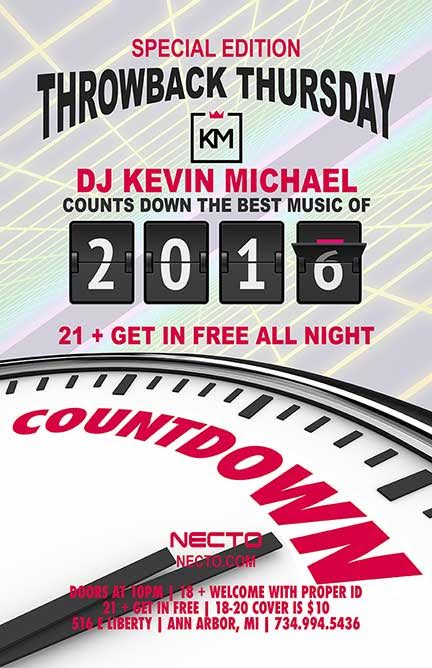 SPECIAL EDITION
THROWBACK THURSDAY
KM
DJ KEVIN MICHAEL
COUNTS DOWN THE BEST MUSIC OF
2016
21 + GET IN FREE ALL NIGHT
COUNTDOWN
NECTO
NECTO.COM
DOORS AT 10PM | 18 + WELCOME WITH PROPER ID
21 + GET IN FREE | 18-20 COVER IS $10
516 E LIBERTY | ANN ARBOR, MI | 734.994.5436